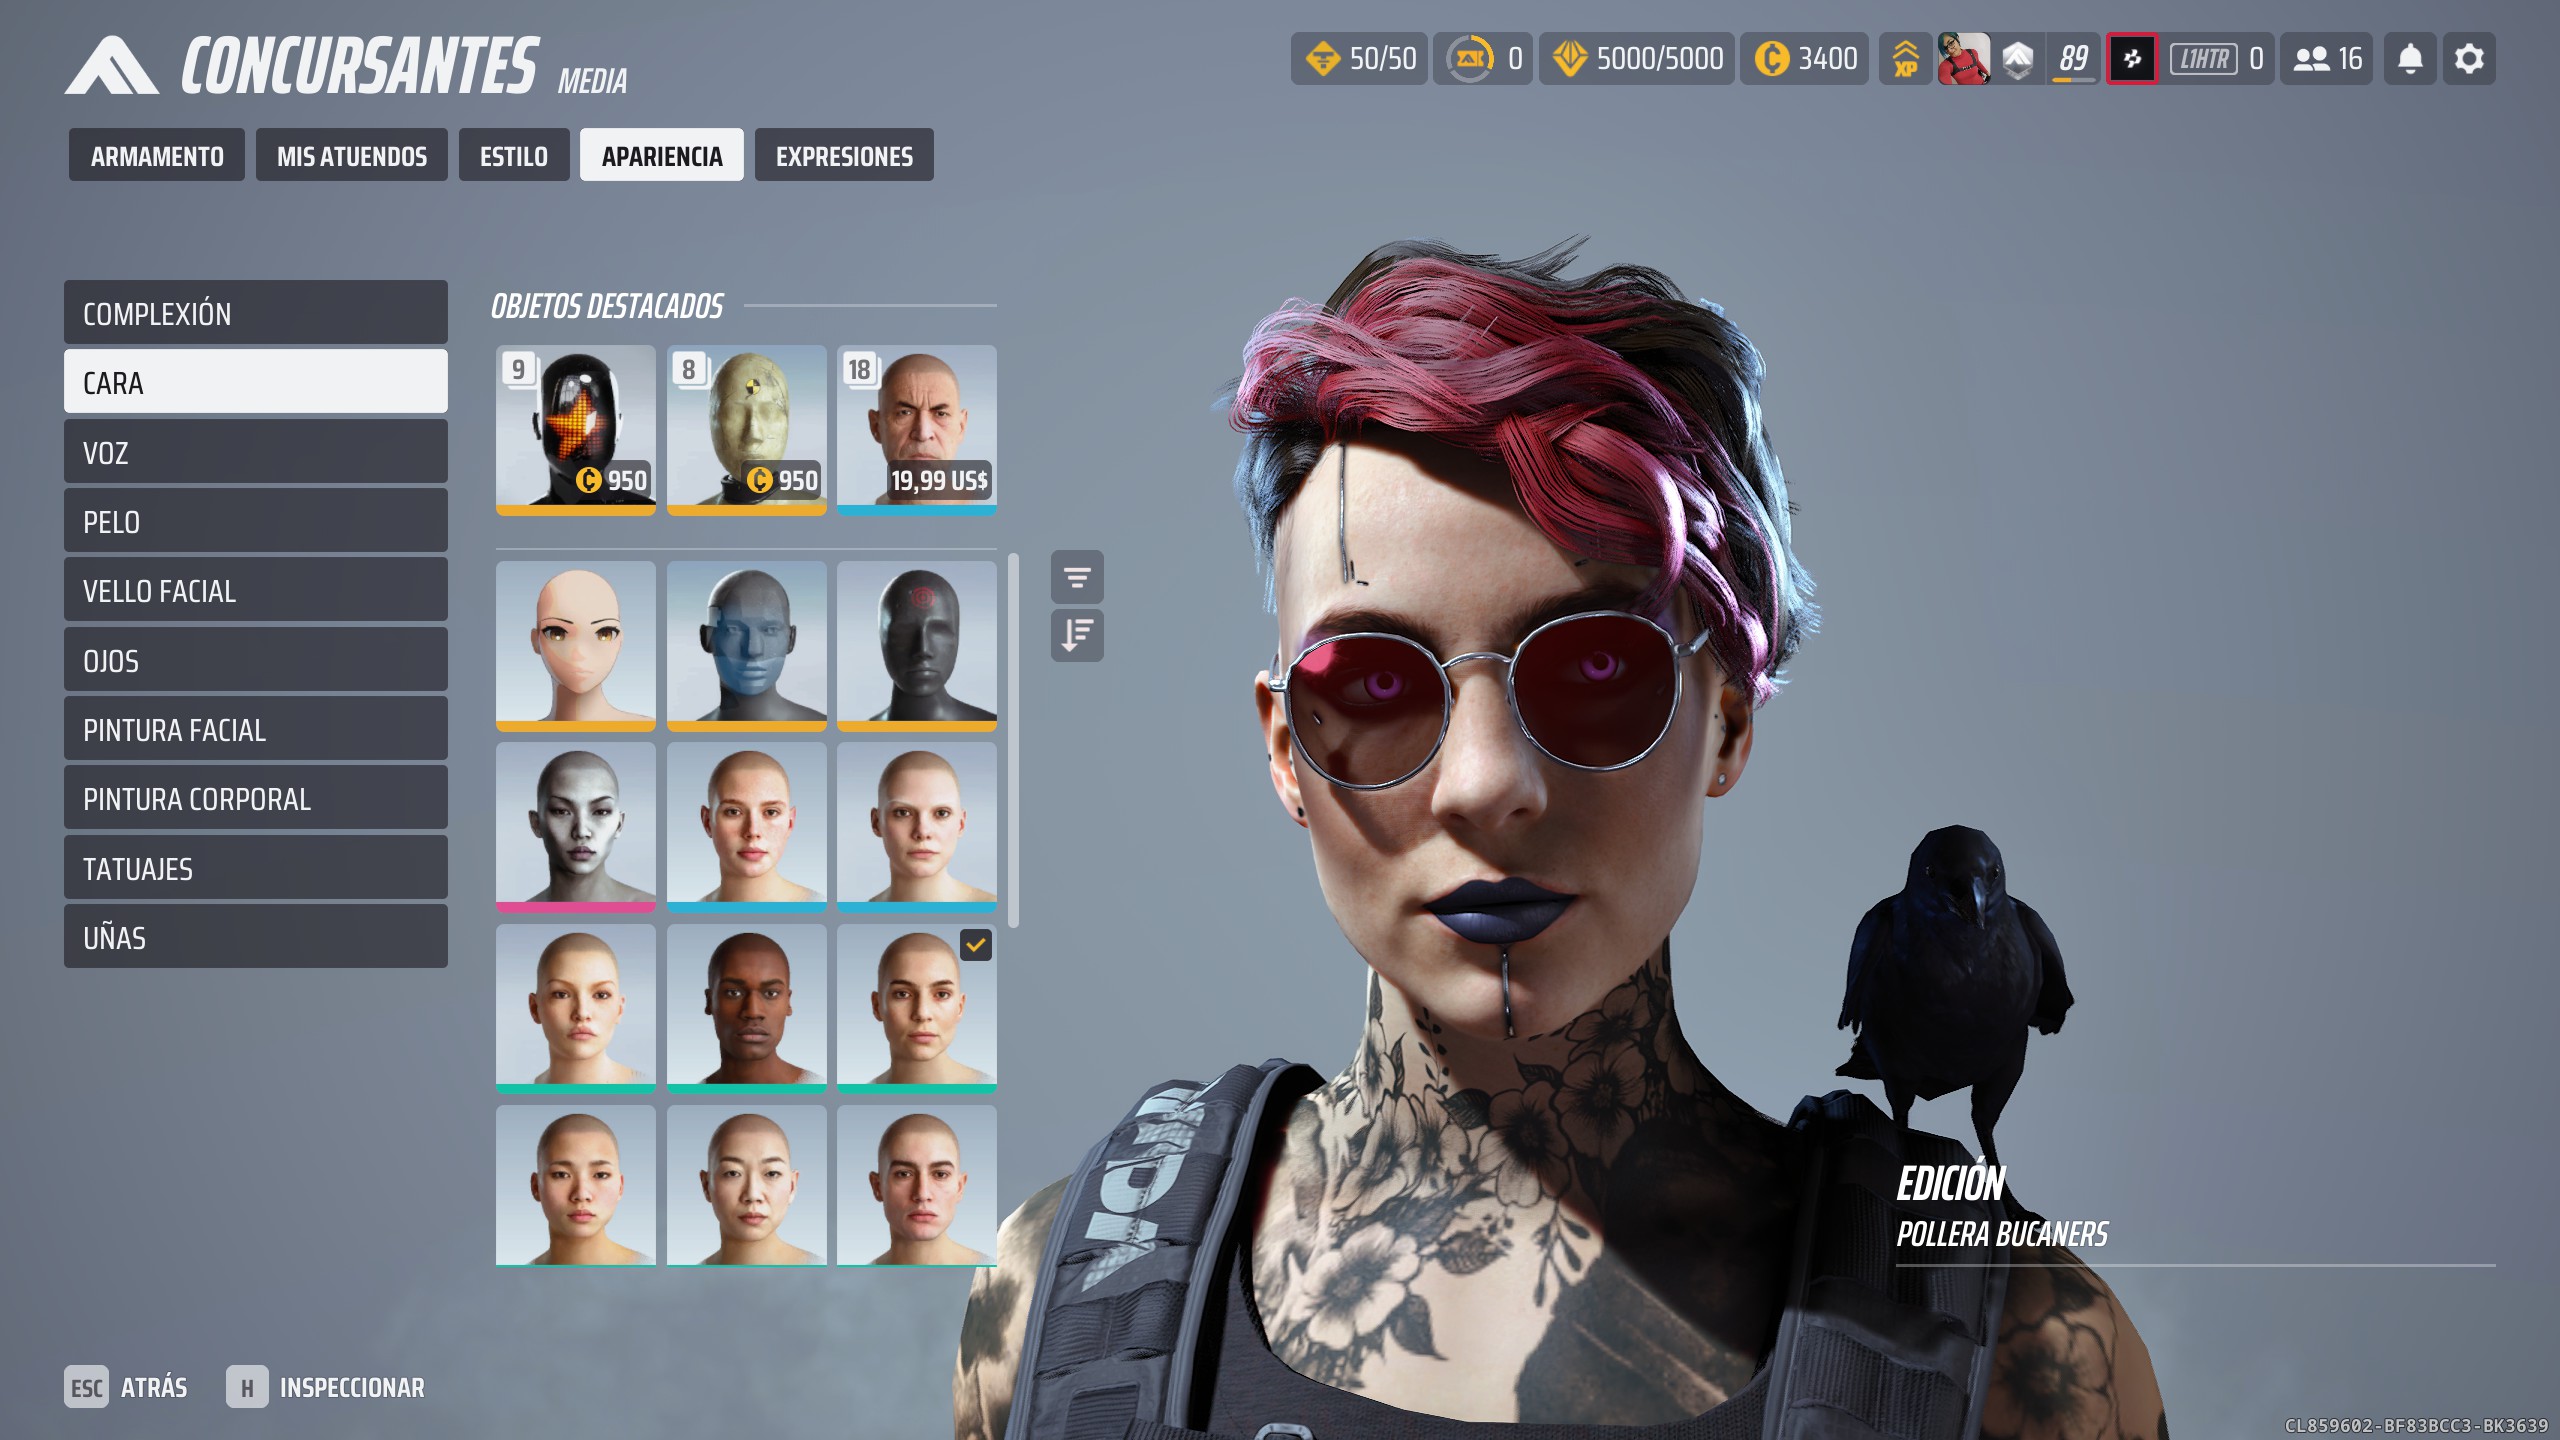 CONCURSANTES MEDIA
50/50
0
5000/5000
3400
XP
89
L1HTR 0
16
ARMAMENTO
MIS ATUENDOS
ESTILO
APARIENCIA
EXPRESIONES
COMPLEXIÓN
CARA
VOZ
PELO
VELLO FACIAL
OJOS
PINTURA FACIAL
PINTURA CORPORAL
TATUAJES
UÑAS
OBJETOS DESTACADOS
9
950
8
950
18
19,99 US$
EDICIÓN
POLLERA BUCANERS
ESC ATRÁS
H INSPECCIONAR
CL859602-BF83BCC3-BK3639